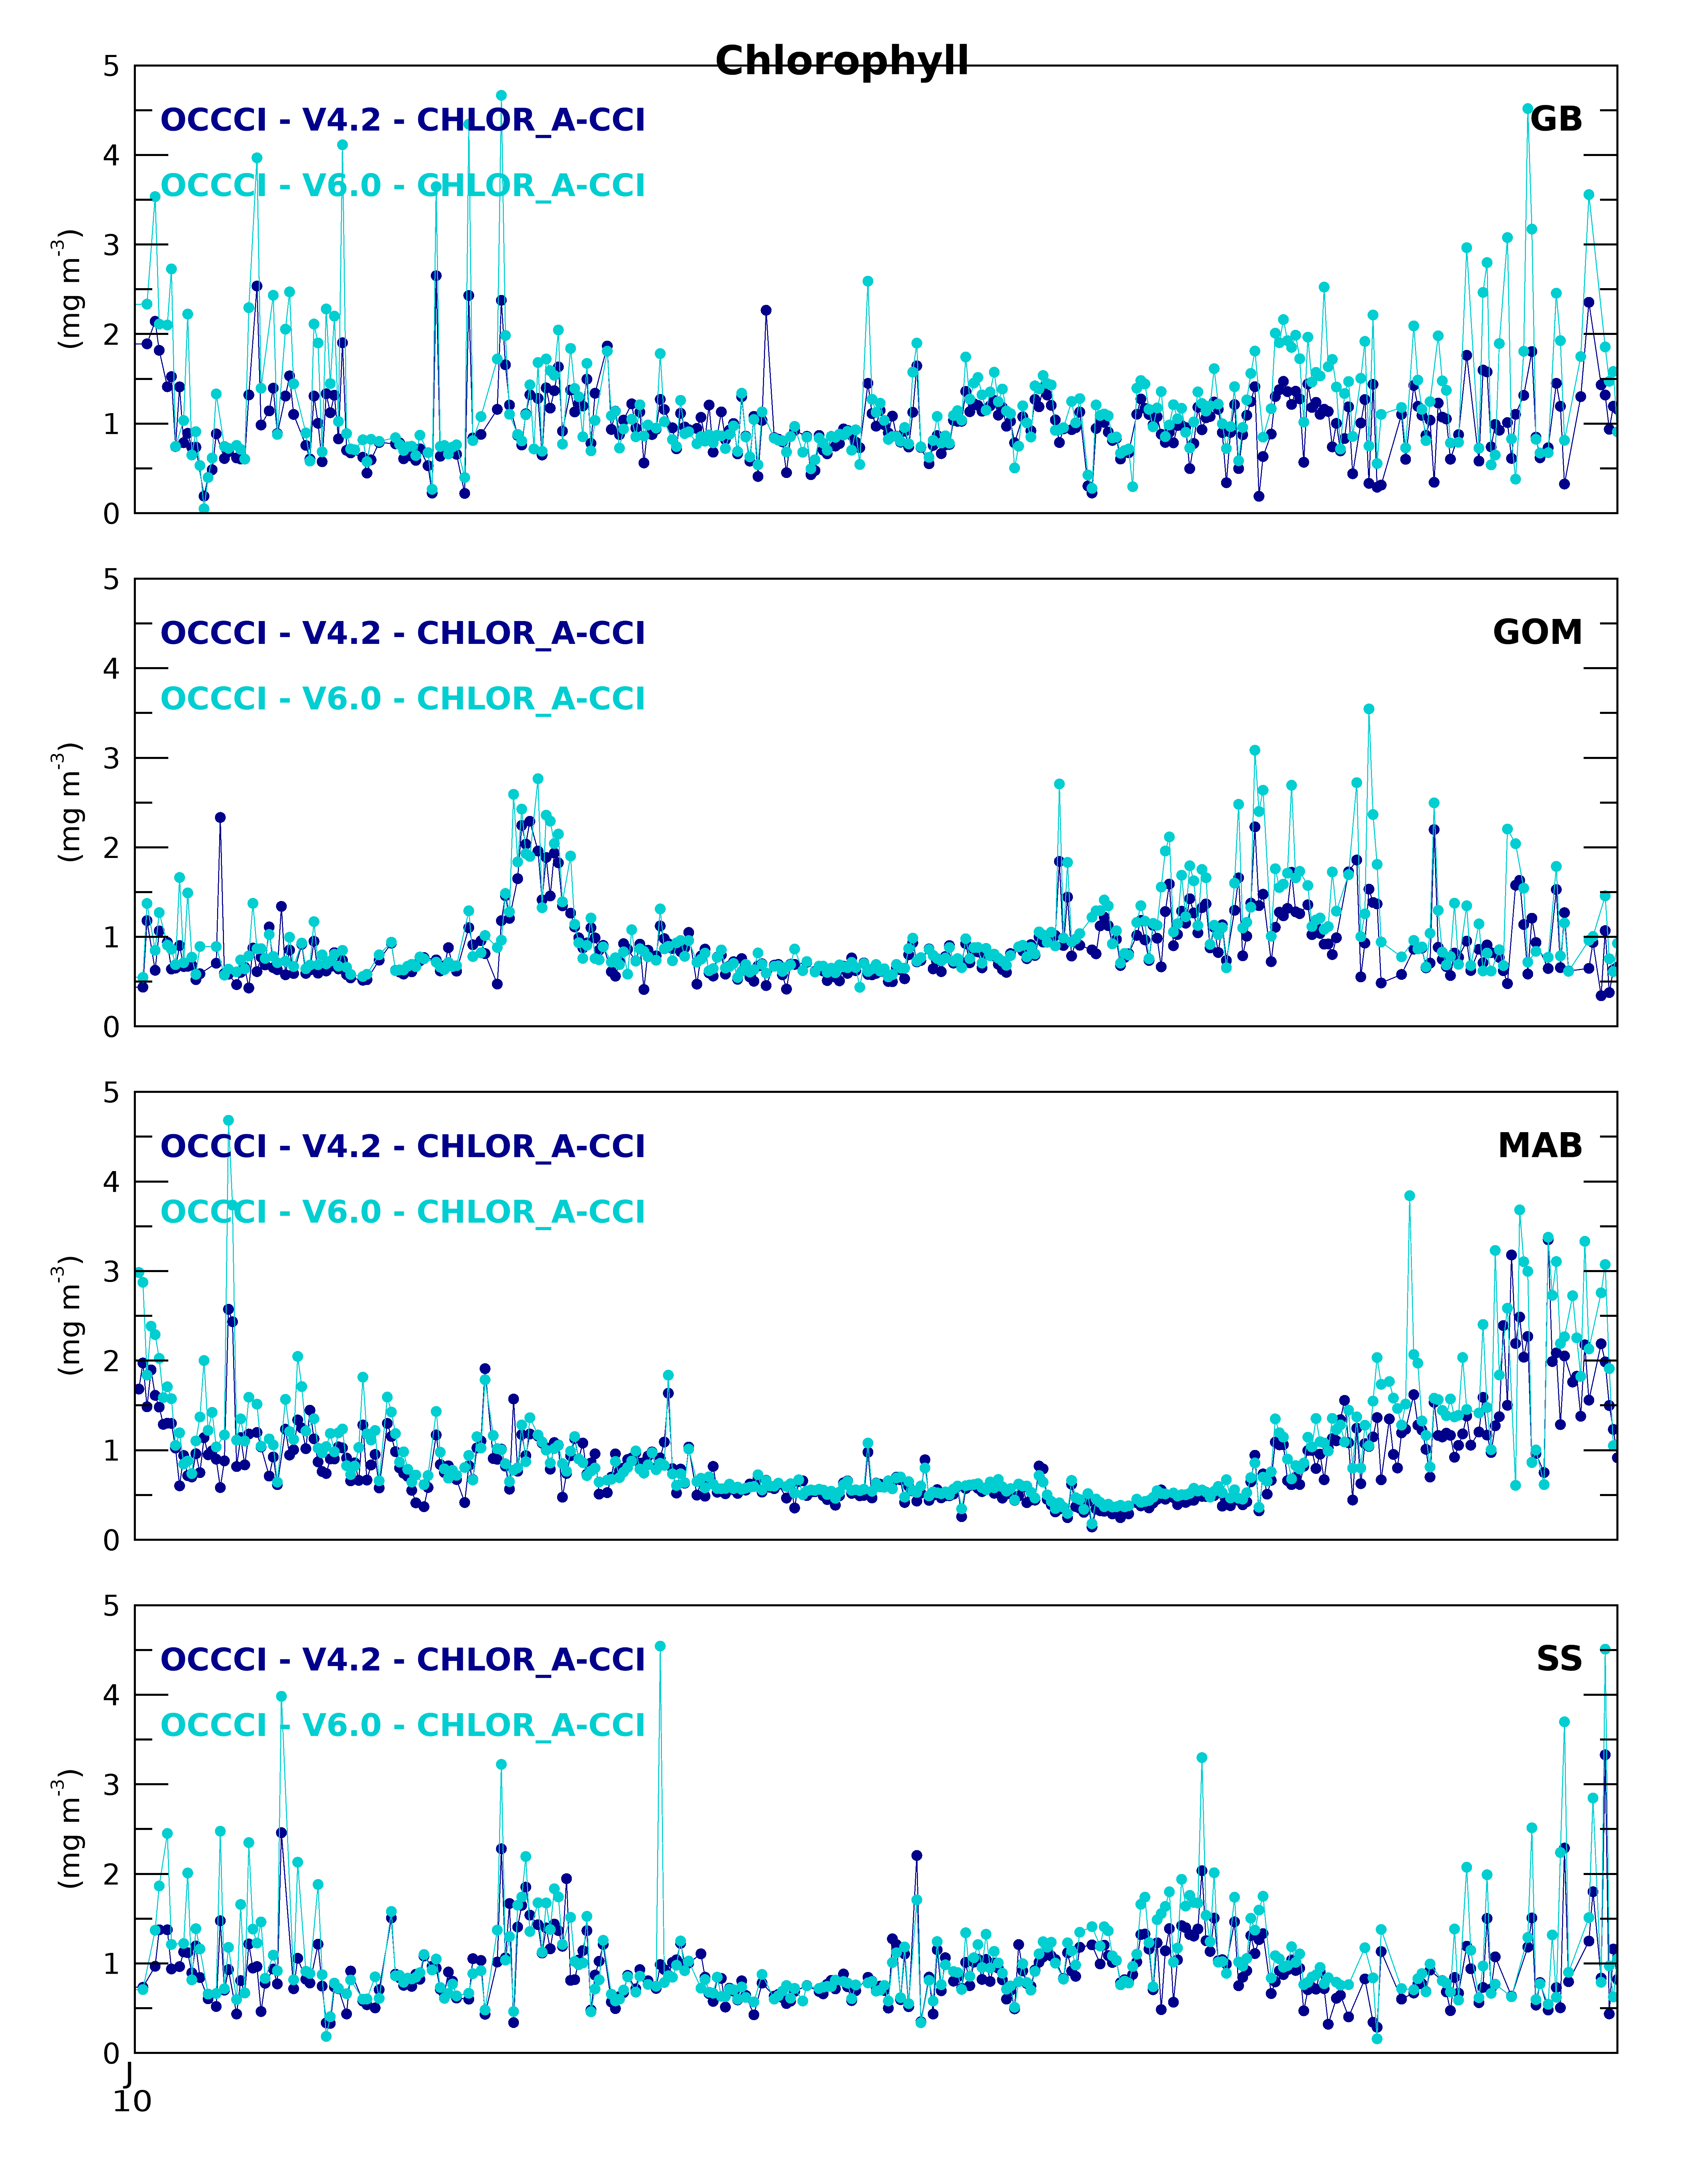 Chlorophyll
5
OCCCI - V4.2 - CHLOR_A-CCI
GB
4
OCCCI - V6.0 - CHLOR_A-CCI
3
(mg m-3)
2
1
0
5
OCCCI - V4.2 - CHLOR_A-CCI
GOM
4
OCCCI - V6.0 - CHLOR_A-CCI
3
(mg m-3)
2
1
0
5
OCCCI - V4.2 - CHLOR_A-CCI
MAB
4
OCCCI - V6.0 - CHLOR_A-CCI
3
(mg m-3)
2
1
0
5
OCCCI - V4.2 - CHLOR_A-CCI
SS
4
OCCCI - V6.0 - CHLOR_A-CCI
3
(mg m-3)
2
1
0
J
10